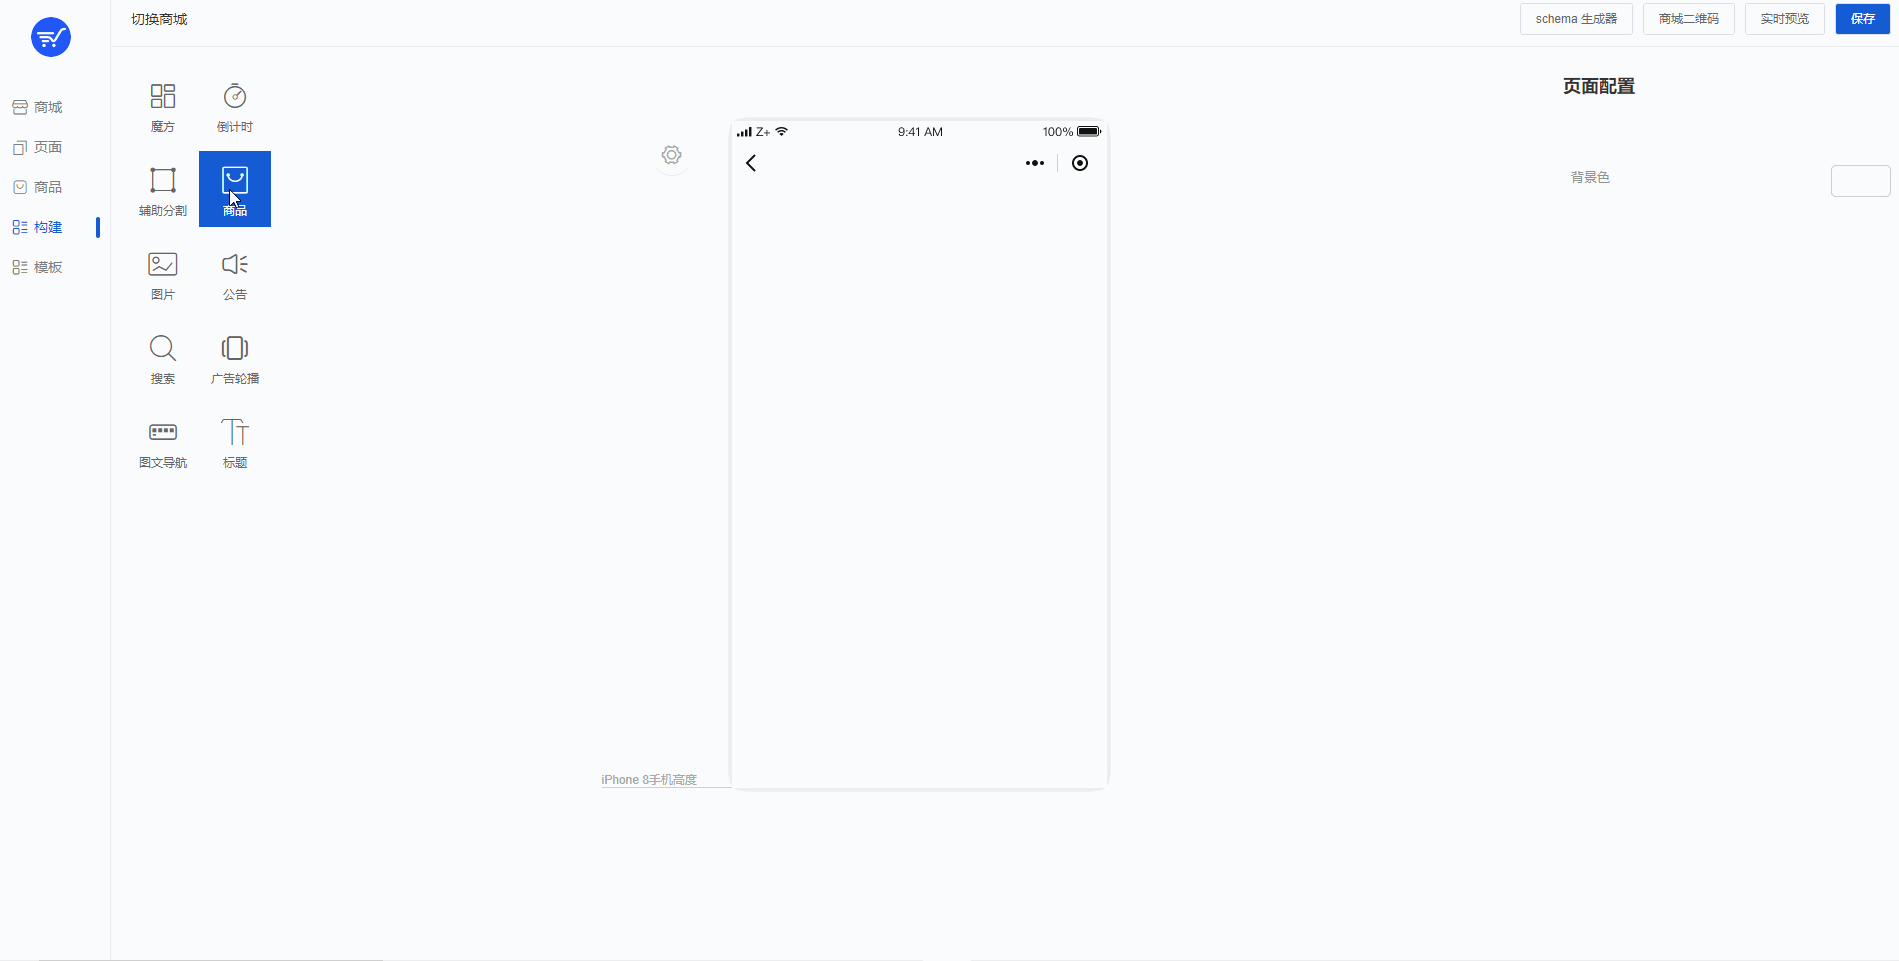 切换商城
schema 生成器
商城二维码
实时预览
保存
商城
页面
商品
构建
模板
魔方
倒计时
辅助分割
商品
图片
公告
搜索
广告轮播
图文导航
标题
Z+
9:41 AM
100%
iPhone 8手机高度
页面配置
背景色